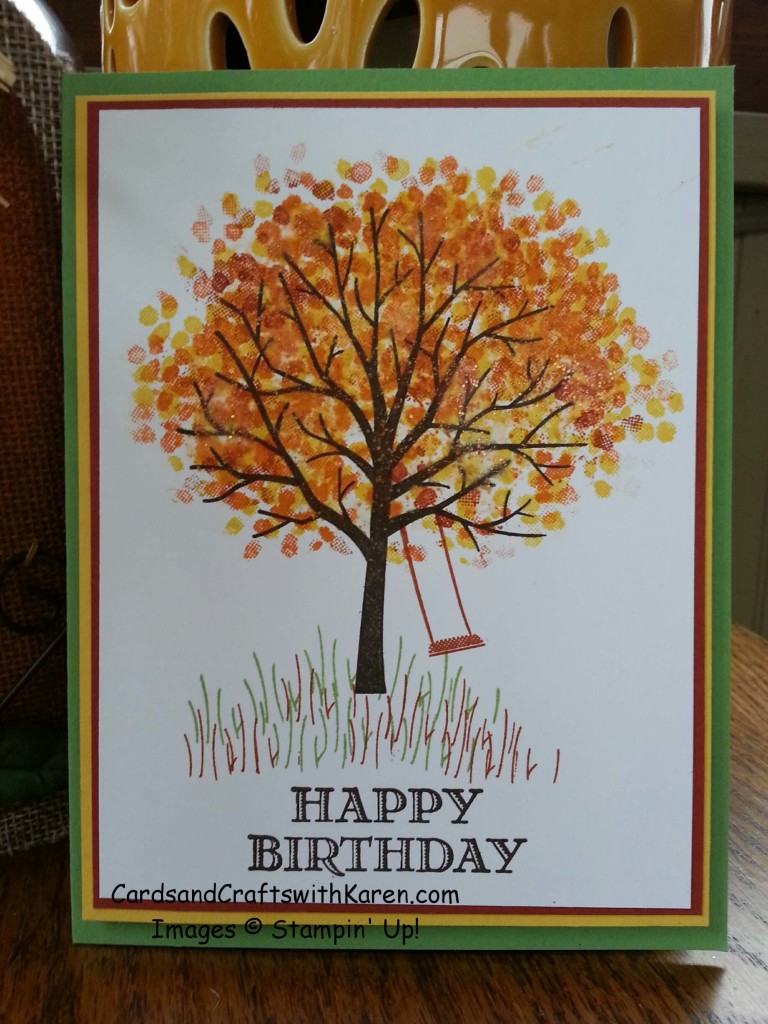 HAPPY
BIRTHDAY
CardsandCraftswithKaren.com
Images © Stampin' Up!